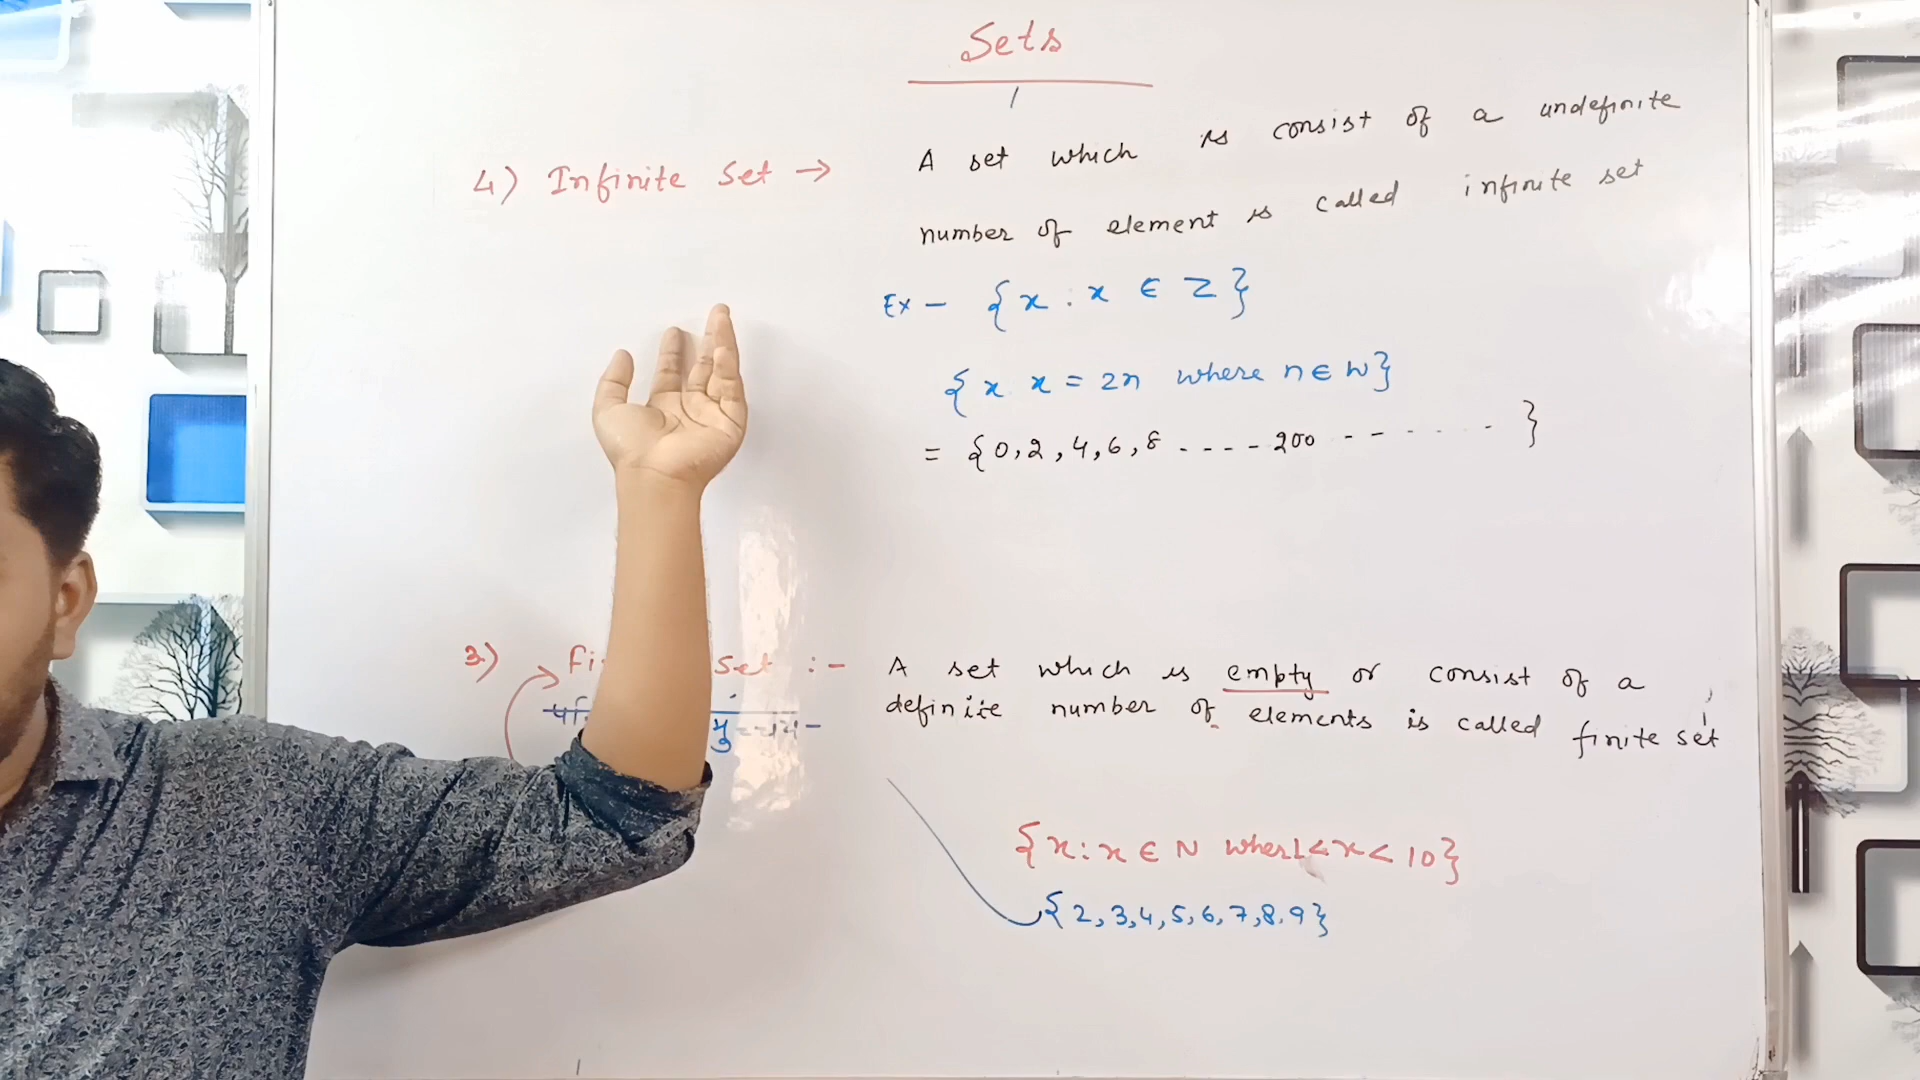 Sets
4) Infinite Set → A set which is consist of a undefinite
number of element is called infinite set
Ex - {x : x ∈ Z}
{x x = 2n where n ∈ W}
= {0,2,4,6,8 ---- 200 ------ }
3) Set :- A set which is empty or consist of a
definite number of elements is called finite set
{x : x ∈ N wher 1 < x < 10}
{2,3,4,5,6,7,8,9}